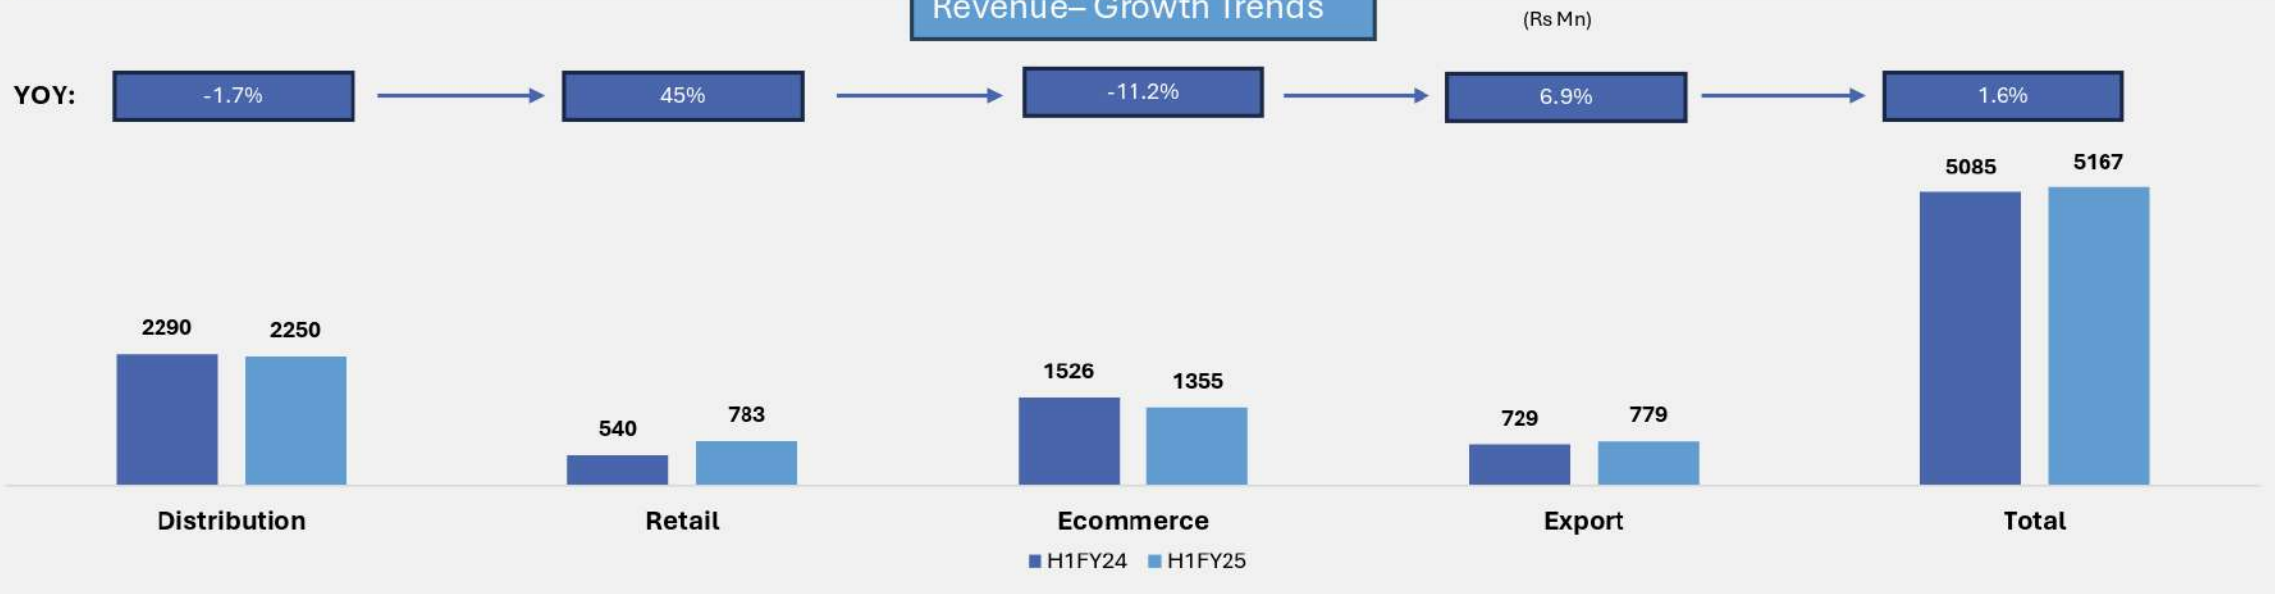 Revenue– Growth Trends
(Rs Mn)
YOY:
-1.7%
45%
-11.2%
6.9%
1.6%
2290
2250
540
783
1526
1355
729
779
5085
5167
Distribution
Retail
Ecommerce
Export
Total
H1FY24
H1FY25